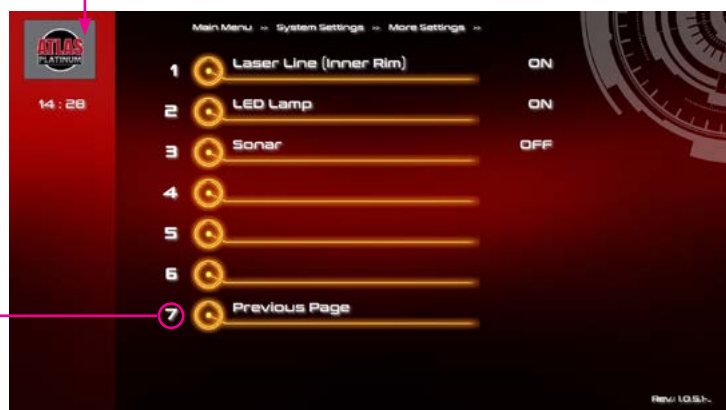 Main Menu » System Settings » More Settings »
ATLAS
PLATINUM
1 Laser Line (Inner Rim) ON
14 : 28
2 LED Lamp ON
3 Sonar OFF
4
5
6
7 Previous Page